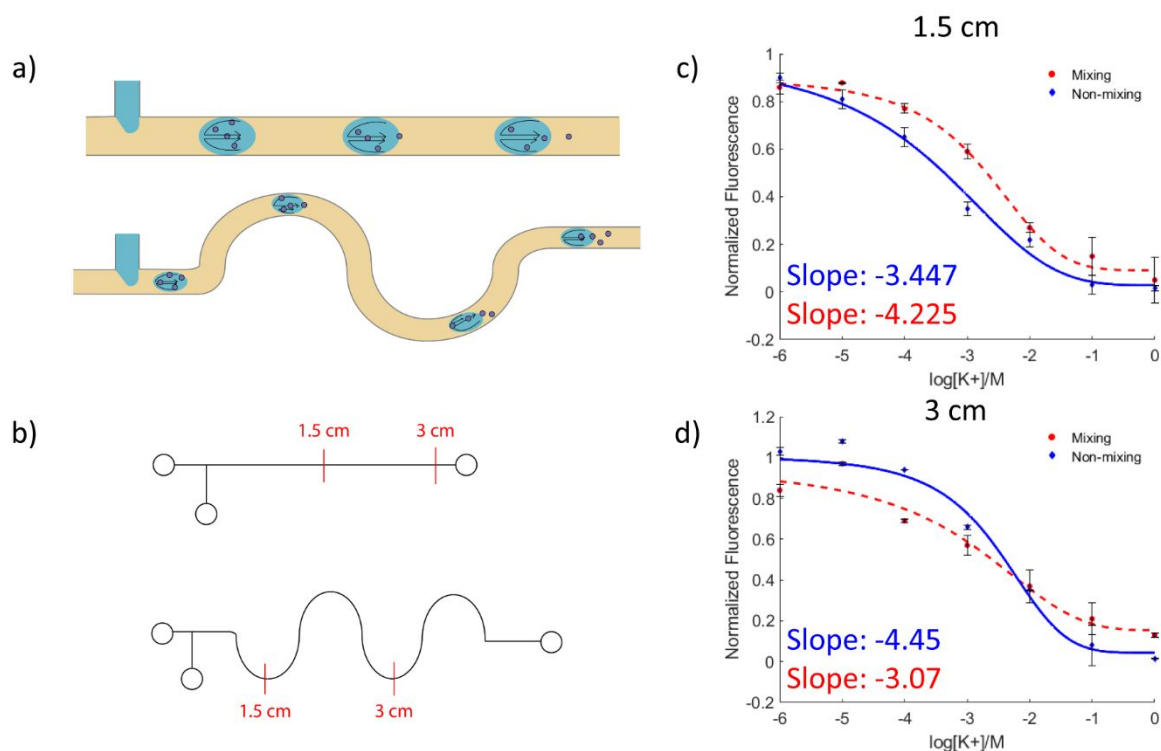 a)
b)
1.5 cm
3 cm
1.5 cm
3 cm
c)
1.5 cm
Mixing
Non-mixing
Normalized Fluorescence
1
0.8
0.6
0.4
0.2
0
-0.2
Slope: -3.447
Slope: -4.225
-6 -5 -4 -3 -2 -1 0
log[K+]/M
d)
3 cm
Mixing
Non-mixing
Normalized Fluorescence
1.2
1
0.8
0.6
0.4
0.2
0
-0.2
Slope: -4.45
Slope: -3.07
-6 -5 -4 -3 -2 -1 0
log[K+]/M